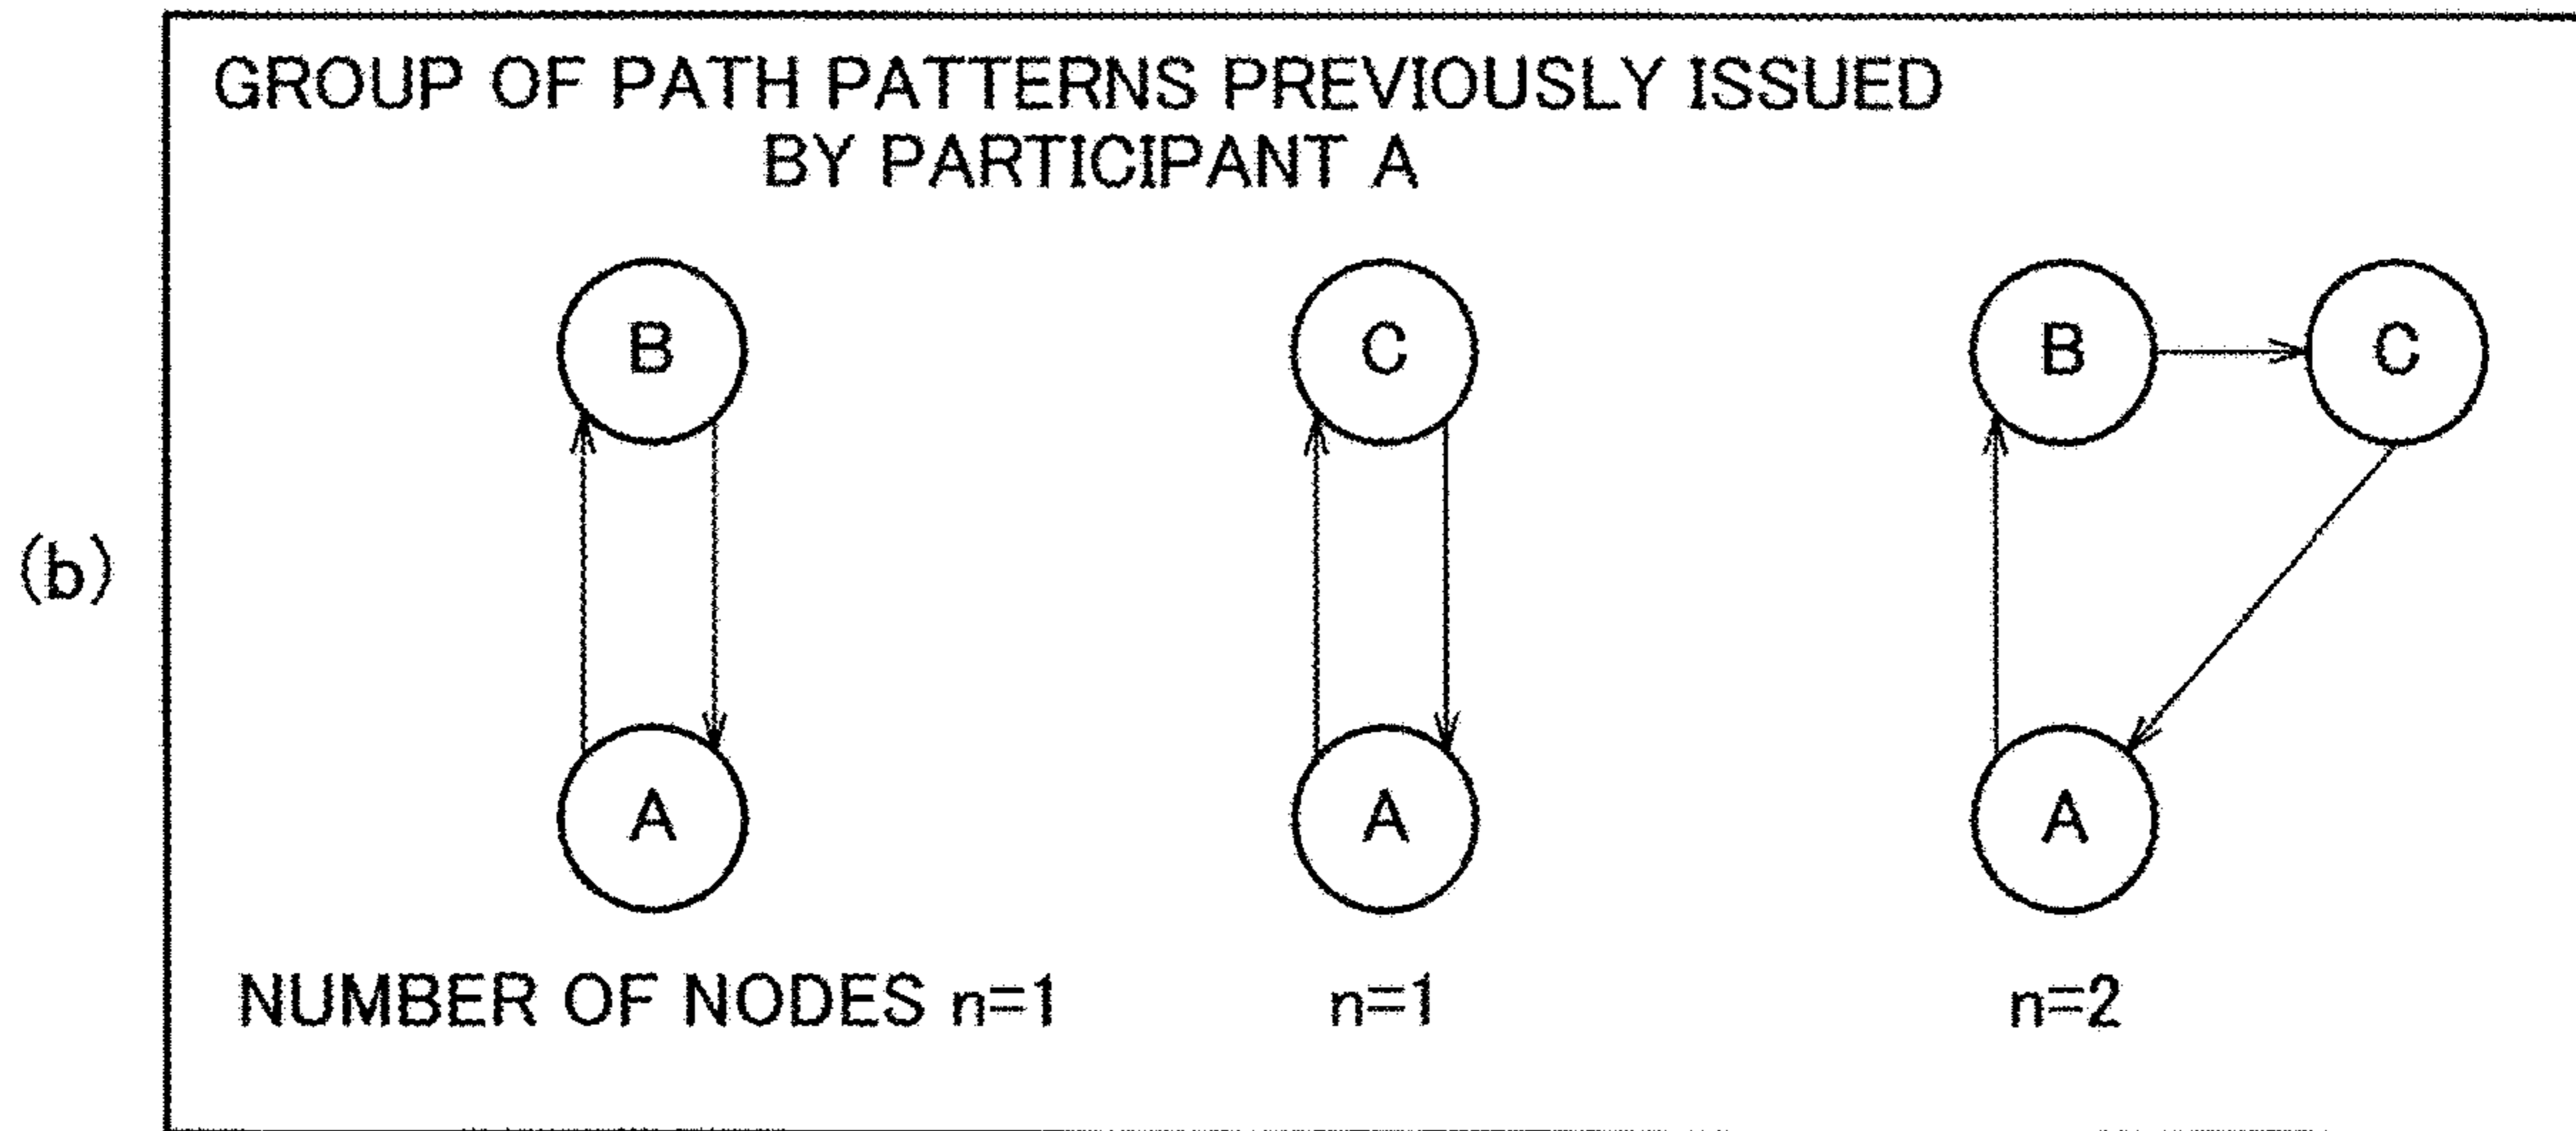 GROUP OF PATH PATTERNS PREVIOUSLY ISSUED
BY PARTICIPANT A
B
C
B
C
(b)
A
A
A
NUMBER OF NODES n=1
n=1
n=2